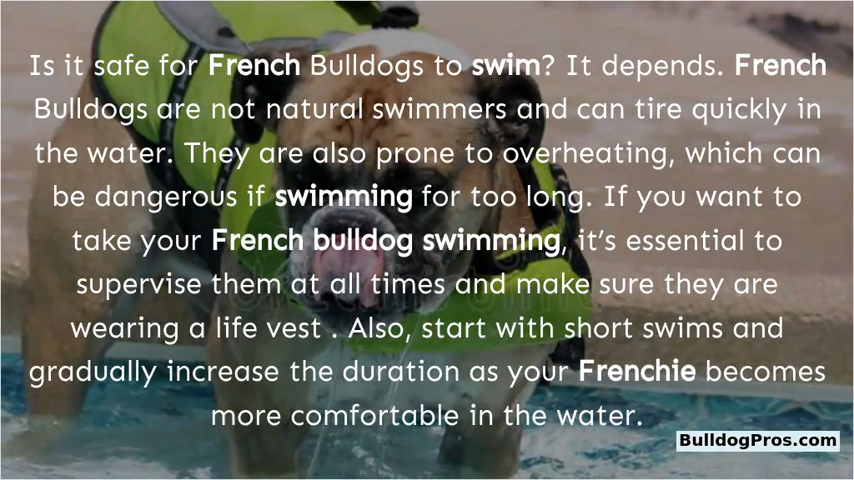 Is it safe for French Bulldogs to swim? It depends. French
Bulldogs are not natural swimmers and can tire quickly in
the water. They are also prone to overheating, which can
be dangerous if swimming for too long. If you want to
take your French bulldog swimming, it’s essential to
supervise them at all times and make sure they are
wearing a life vest . Also, start with short swims and
gradually increase the duration as your Frenchie becomes
more comfortable in the water.
BulldogPros.com